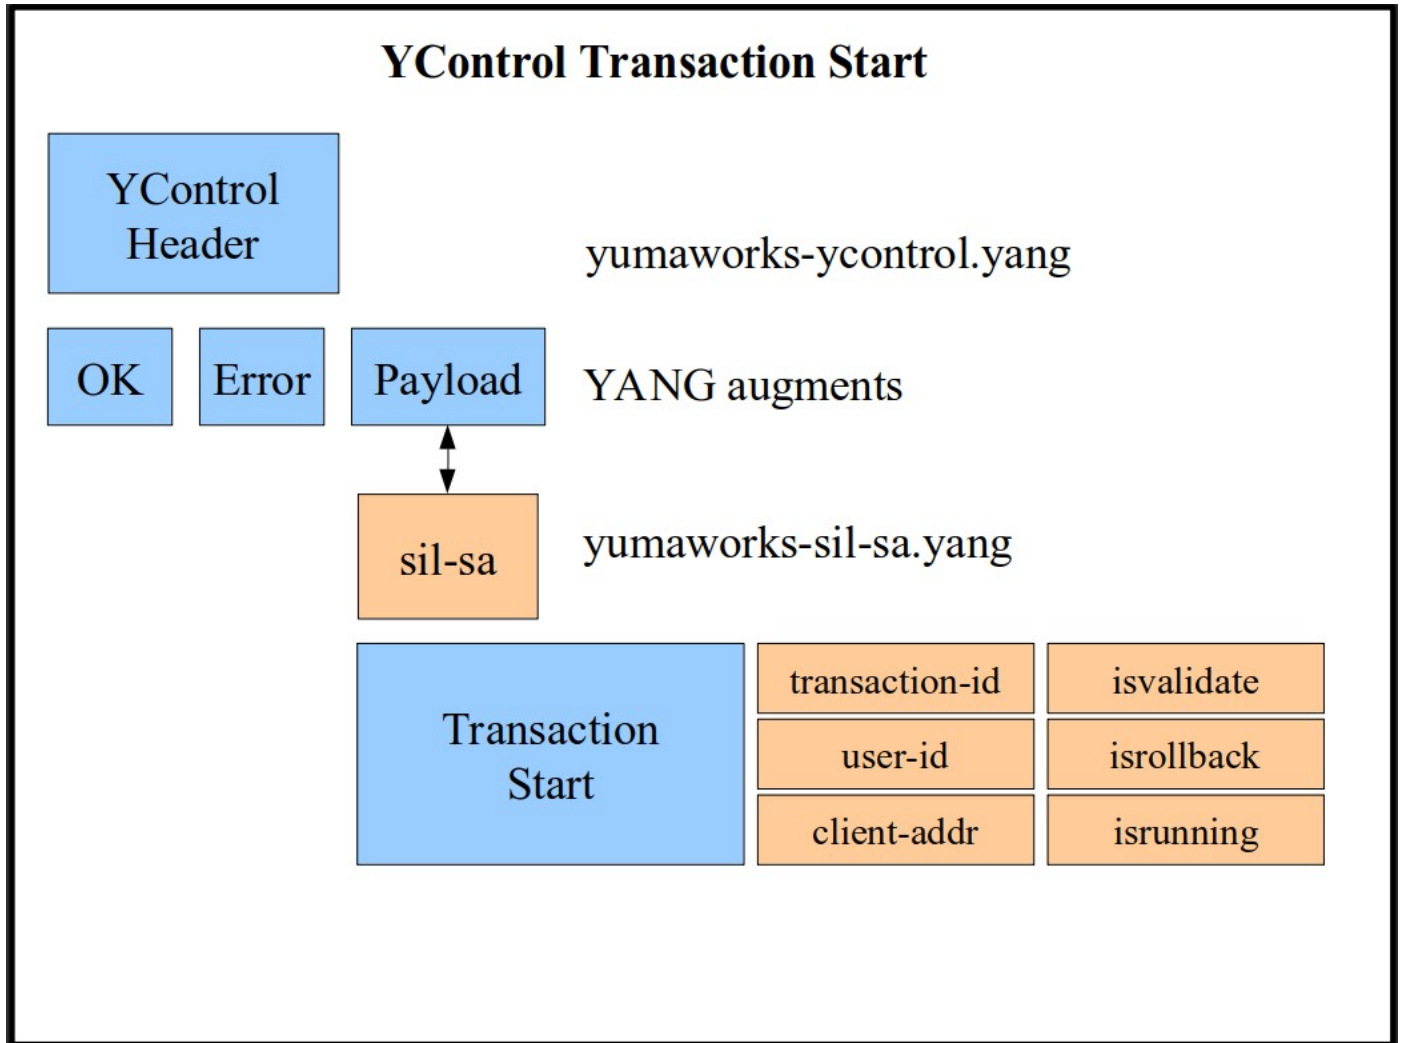 YControl Transaction Start
YControl
Header
yumaworks-ycontrol.yang
OK
Error
Payload
YANG augments
sil-sa
yumaworks-sil-sa.yang
Transaction
Start
transaction-id
isvalidate
user-id
isrollback
client-addr
isrunning